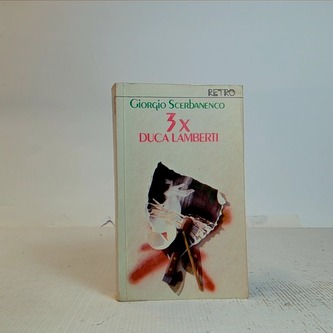 RETRO
GIORGIO SCERBANENCO
3 X
DUCA LAMBERTI